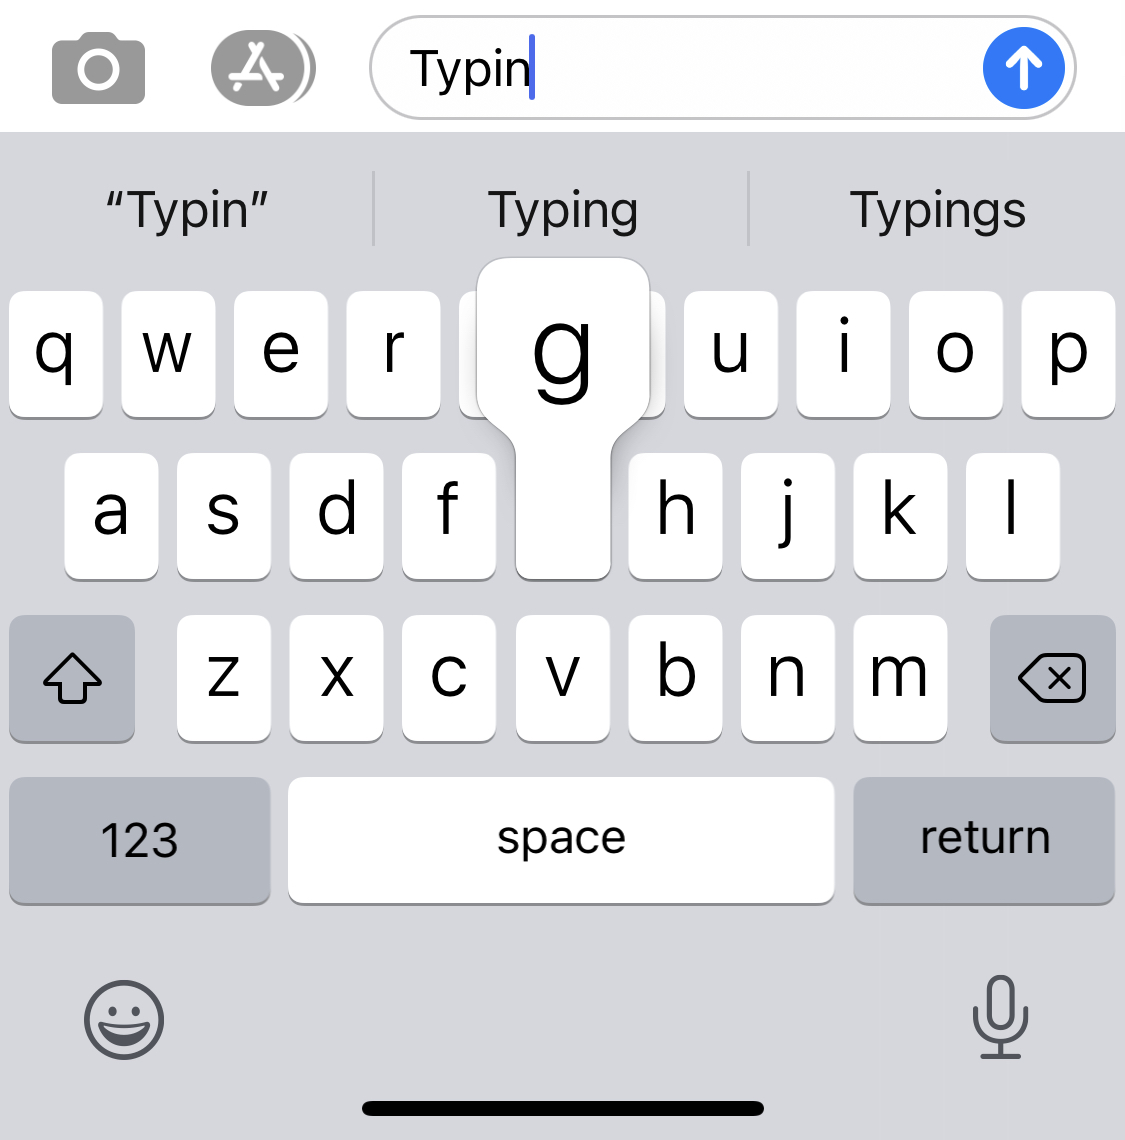 Typin
“Typin” Typing Typings
q w e r g u i o p
a s d f h j k l
z x c v b n m
123 space return